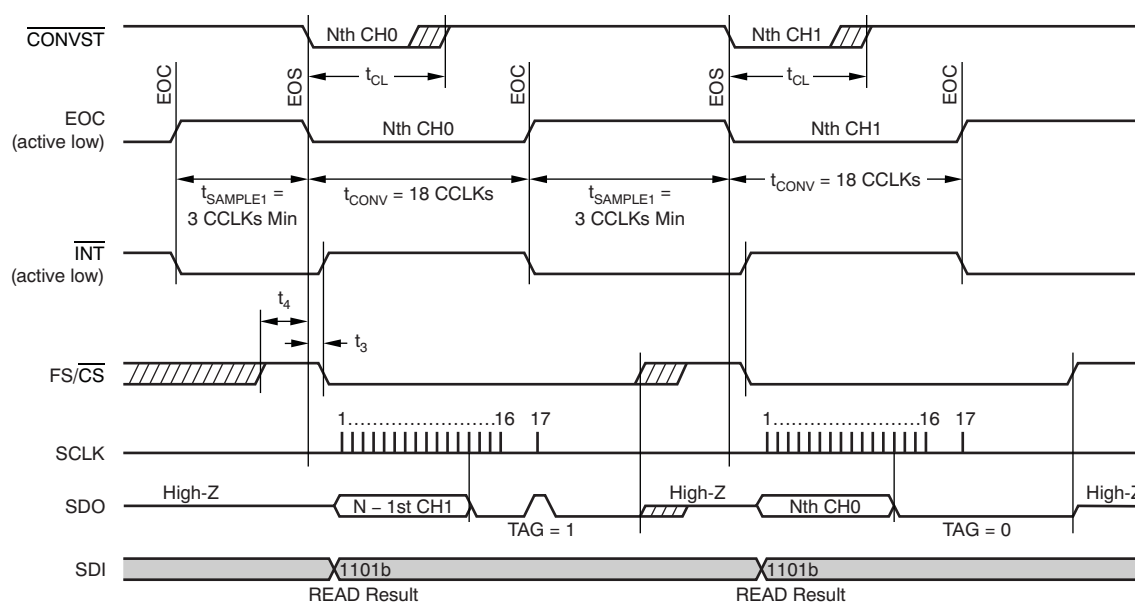 CONVST
Nth CH0
Nth CH1
tCL
tCL
EOC
EOS
EOC
EOS
EOC
EOC
(active low)
Nth CH0
Nth CH1
tSAMPLE1 =
3 CCLKs Min
tCONV = 18 CCLKs
tSAMPLE1 =
3 CCLKs Min
tCONV = 18 CCLKs
INT
(active low)
t4
t3
FS/CS
1.......................16 17
1.......................16 17
SCLK
High-Z
High-Z
High-Z
SDO
N – 1st CH1
Nth CH0
TAG = 1
TAG = 0
SDI
1101b
1101b
READ Result
READ Result